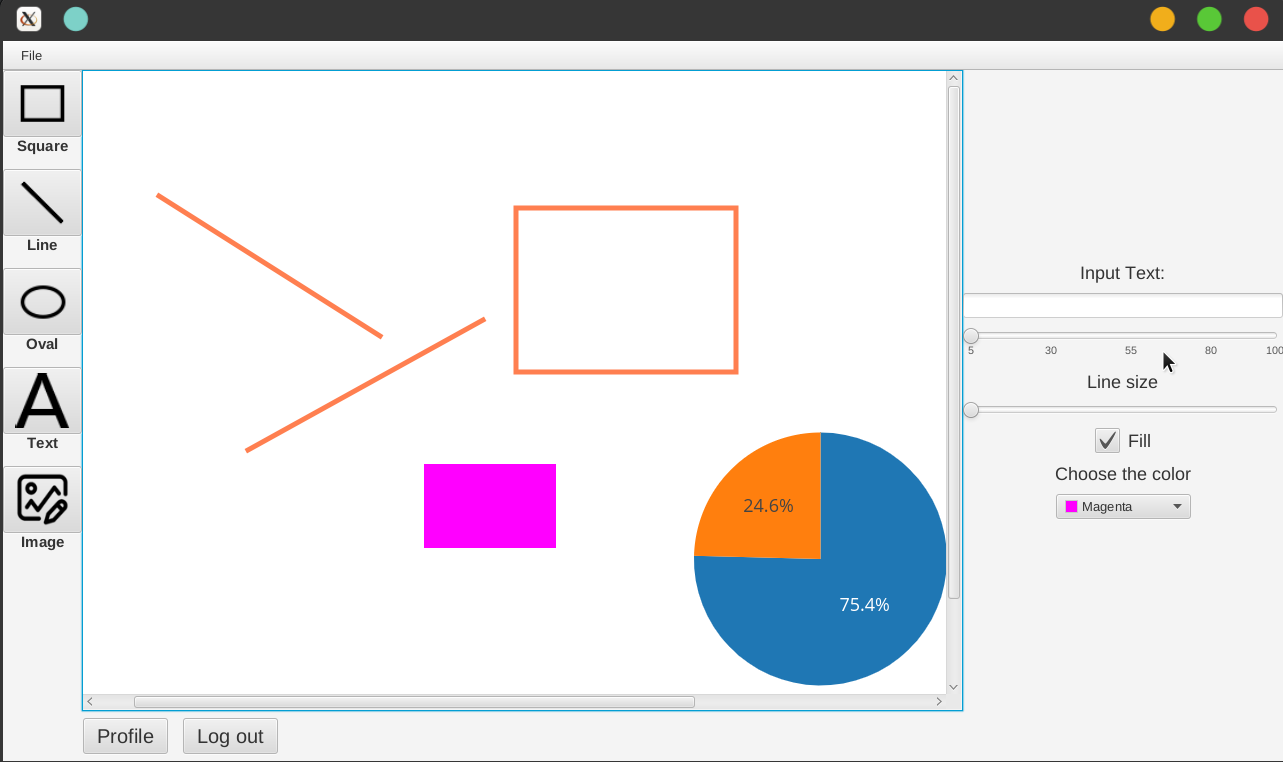 File
Square
Line
Oval
A
Text
Image
24.6%
75.4%
Input Text:
5 30 55 80 100
Line size
Fill
Choose the color
Magenta
Profile
Log out